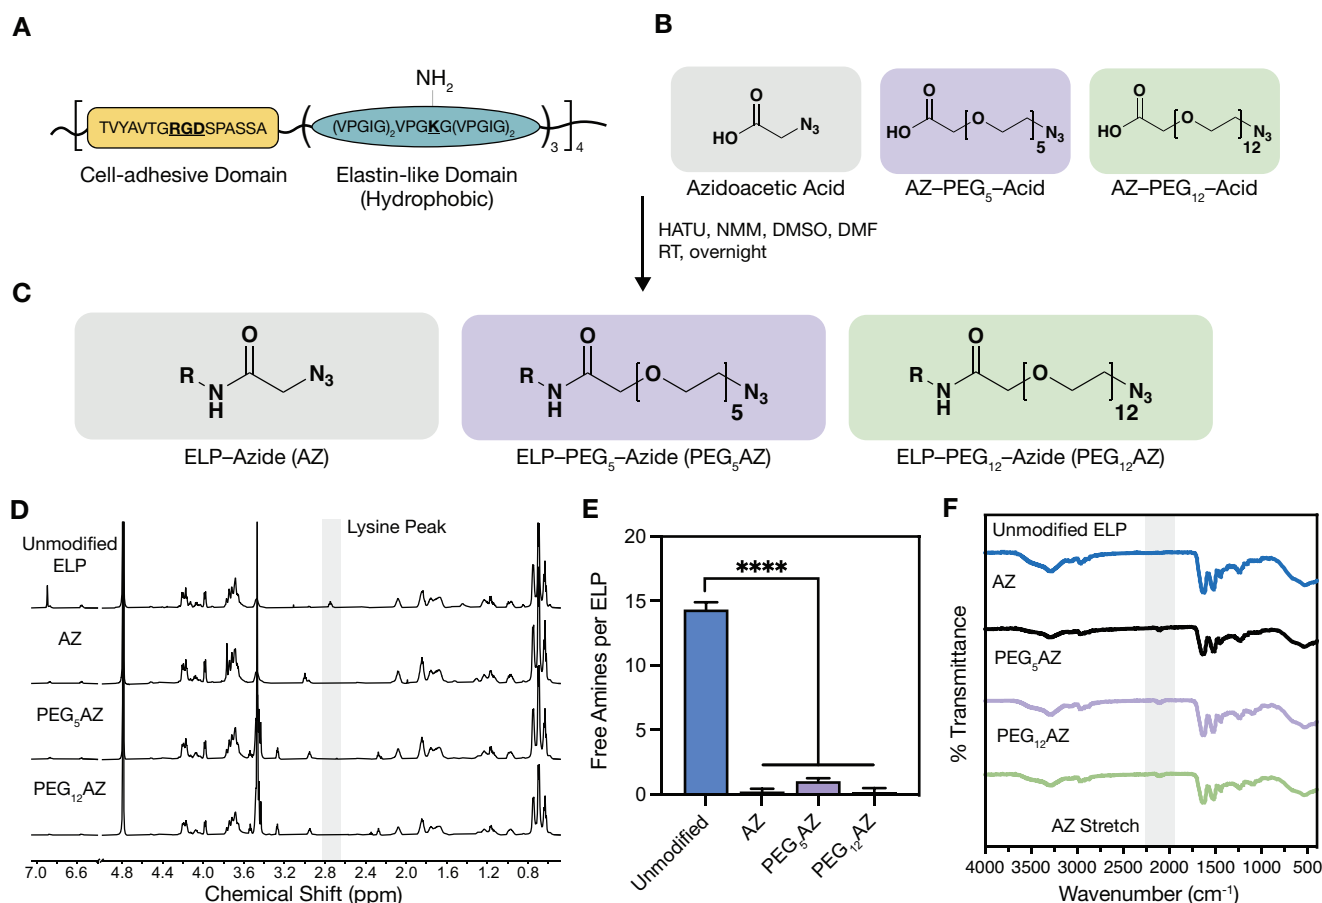 A
NH2
[ TVYAVTGRGDSPASSA ( (VPGIG)2VPGKG(VPGIG)2 )3 ]4
Cell-adhesive Domain
Elastin-like Domain
(Hydrophobic)
B
O
HO
N3
Azidoacetic Acid
O
HO
O
N3
5
AZ–PEG5–Acid
O
HO
O
N3
12
AZ–PEG12–Acid
HATU, NMM, DMSO, DMF
RT, overnight
C
O
R
N
H
N3
ELP–Azide (AZ)
O
R
N
H
O
N3
5
ELP–PEG5–Azide (PEG5AZ)
O
R
N
H
O
N3
12
ELP–PEG12–Azide (PEG12AZ)
D
Lysine Peak
Unmodified
ELP
AZ
PEG5AZ
PEG12AZ
7.0 6.6 4.8 4.4 4.0 3.6 3.2 2.8 2.4 2.0 1.6 1.2 0.8
Chemical Shift (ppm)
E
Free Amines per ELP
20
15
10
5
0
****
Unmodified
AZ
PEG5AZ
PEG12AZ
F
% Transmittance
Unmodified ELP
AZ
PEG5AZ
PEG12AZ
AZ Stretch
4000 3500 3000 2500 2000 1500 1000 500
Wavenumber (cm-1)